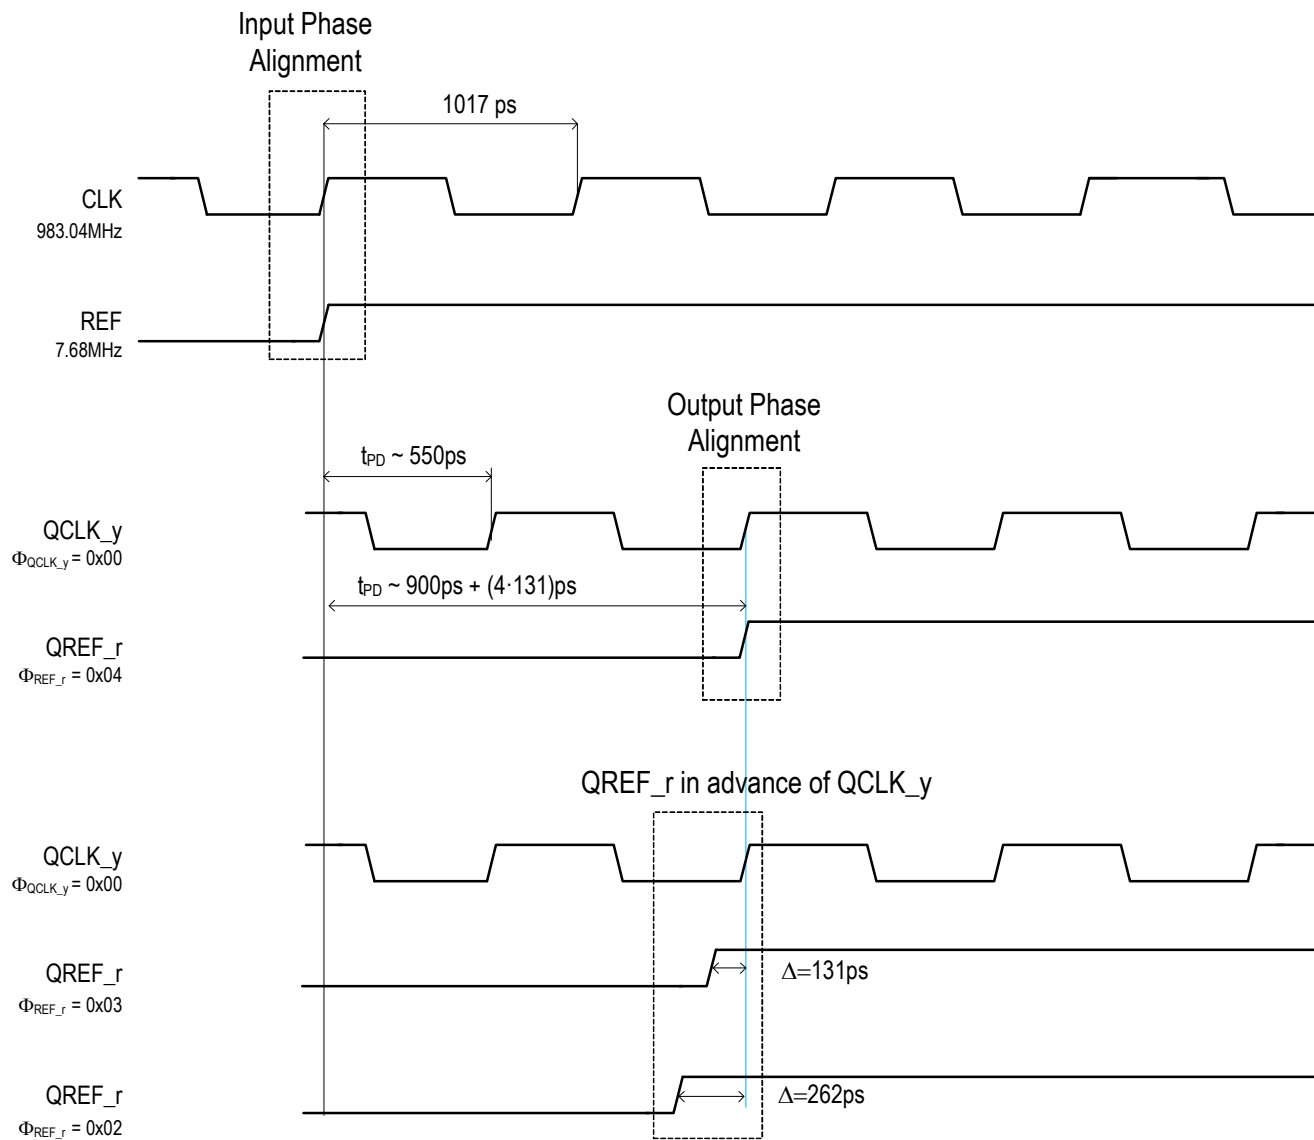 Input Phase
Alignment
1017 ps
CLK
983.04MHz
REF
7.68MHz
Output Phase
Alignment
tPD ~ 550ps
QCLK_y
ΦQCLK_y = 0x00
tPD ~ 900ps + (4·131)ps
QREF_r
ΦREF_r = 0x04
QREF_r in advance of QCLK_y
QCLK_y
ΦQCLK_y = 0x00
QREF_r
Δ=131ps
ΦREF_r = 0x03
QREF_r
Δ=262ps
ΦREF_r = 0x02